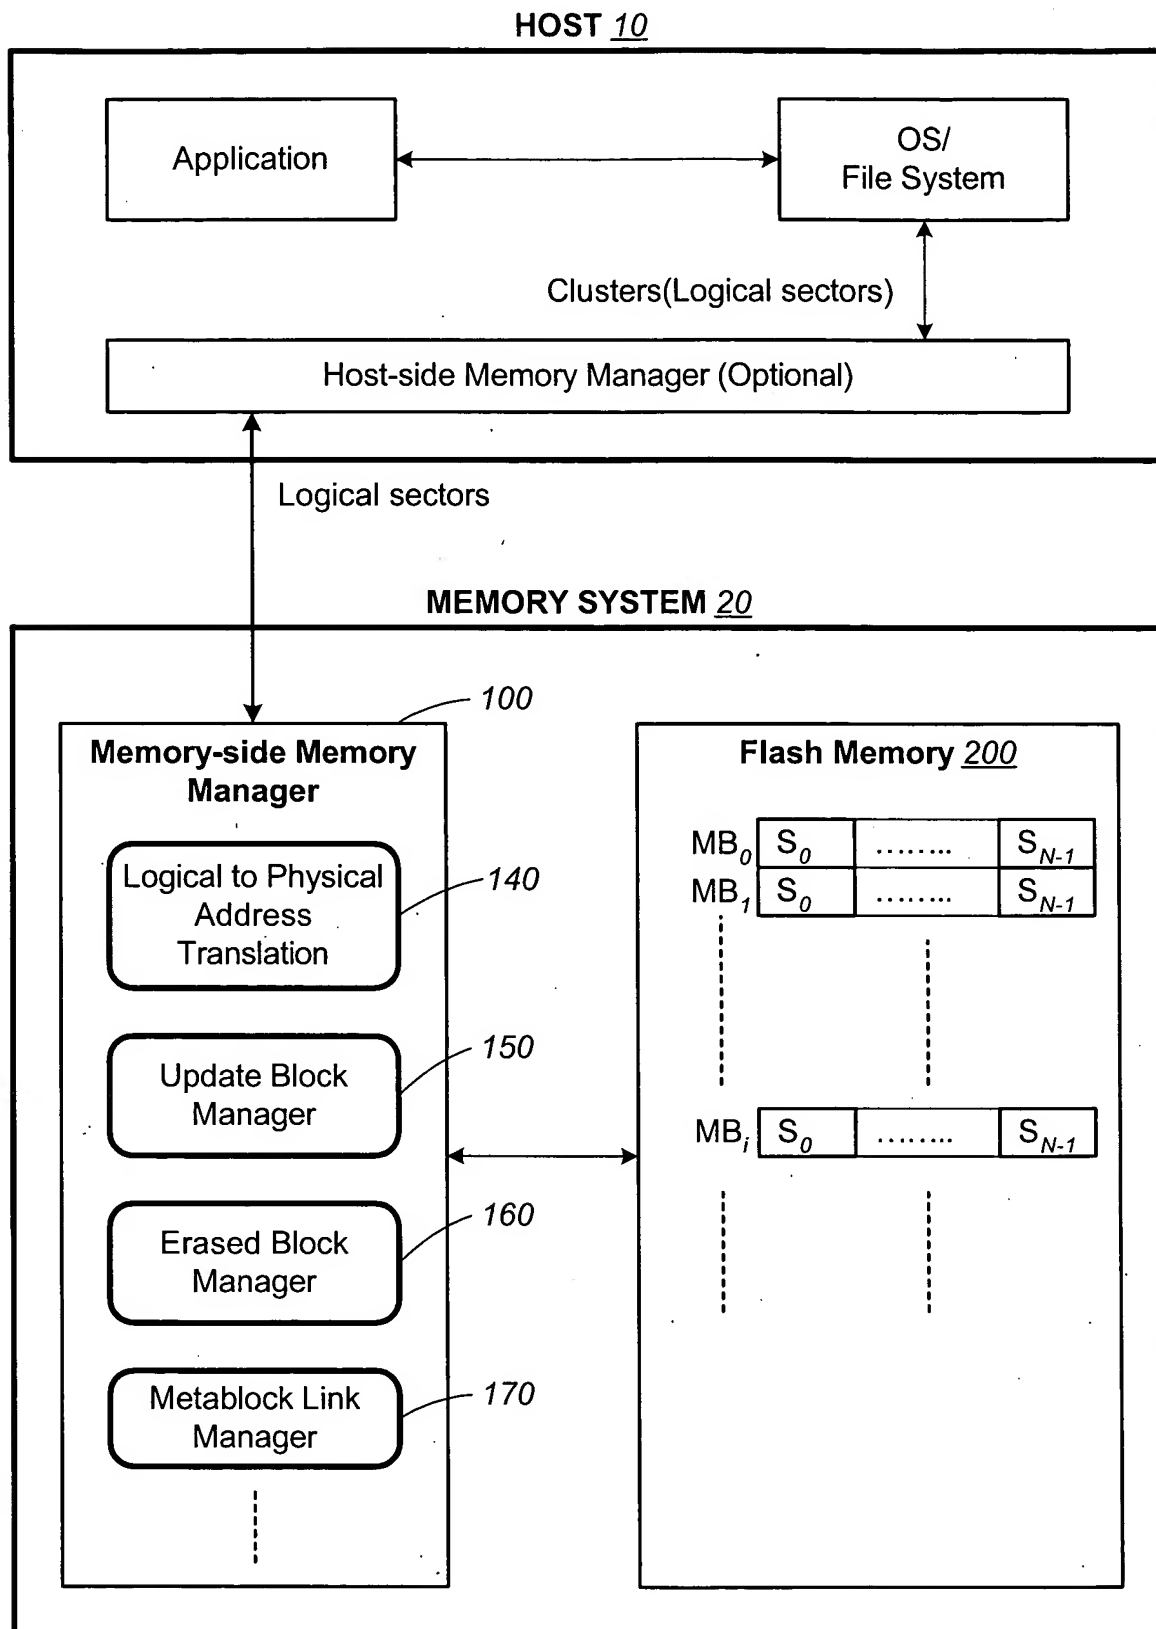 HOST 10
Application
OS/
File System
Clusters(Logical sectors)
Host-side Memory Manager (Optional)
Logical sectors
MEMORY SYSTEM 20
100
Memory-side Memory
Manager
Logical to Physical
Address
Translation
140
Update Block
Manager
150
Erased Block
Manager
160
Metablock Link
Manager
170
Flash Memory 200
MB0 S0 ........ SN-1
MB1 S0 ........ SN-1
MBi S0 ........ SN-1